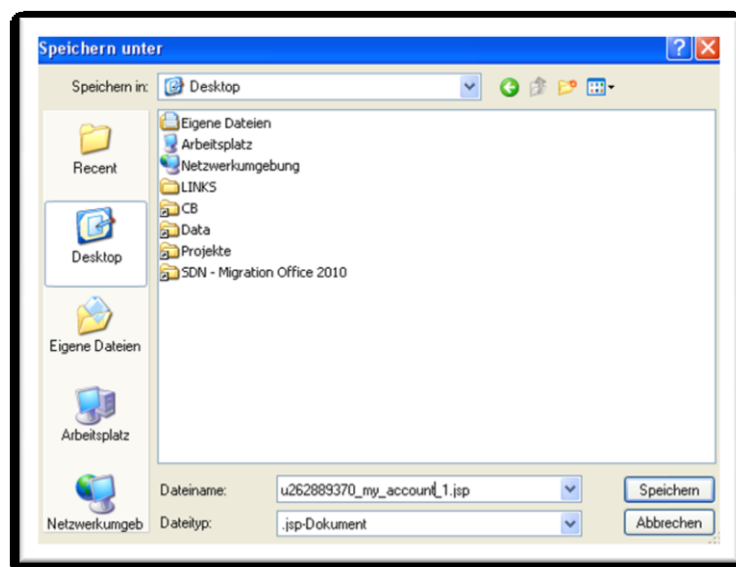 Speichern unter
Speichern in:
Desktop
Recent
Desktop
Eigene Dateien
Arbeitsplatz
Netzwerkumgeb
Eigene Dateien
Arbeitsplatz
Netzwerkumgebung
LINKS
CB
Data
Projekte
SDN - Migration Office 2010
Dateiname:
u262889370_my_account_1.jsp
Speichern
Dateityp:
.jsp-Dokument
Abbrechen